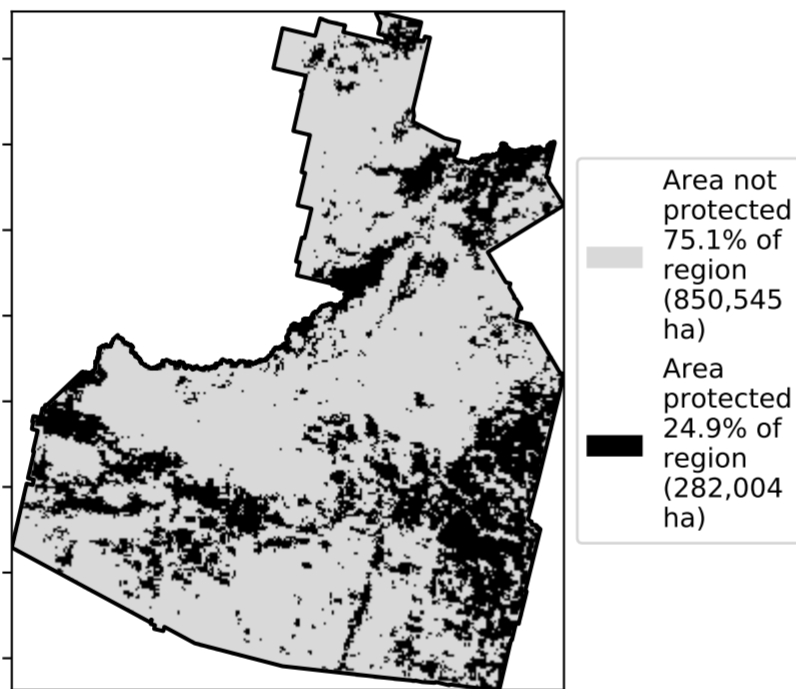 Area not
protected
75.1% of
region
(850,545
ha)
Area
protected
24.9% of
region
(282,004
ha)